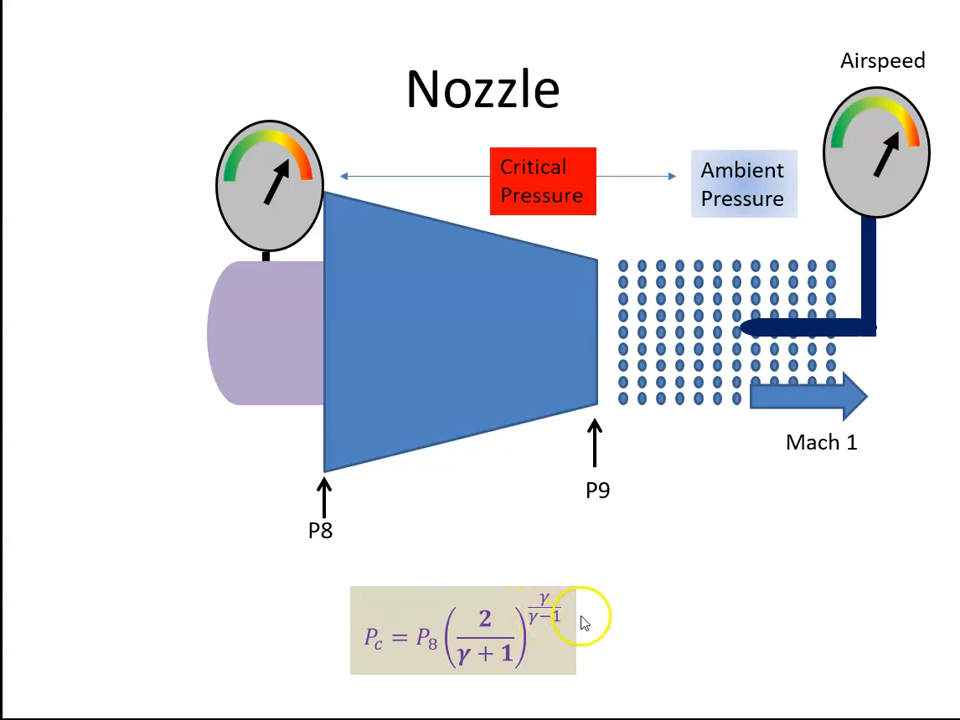 Airspeed
Nozzle
Critical
Pressure
Ambient
Pressure
Mach 1
P9
P8
P_c = P_8 (2/(γ + 1))^(γ/(γ−1))